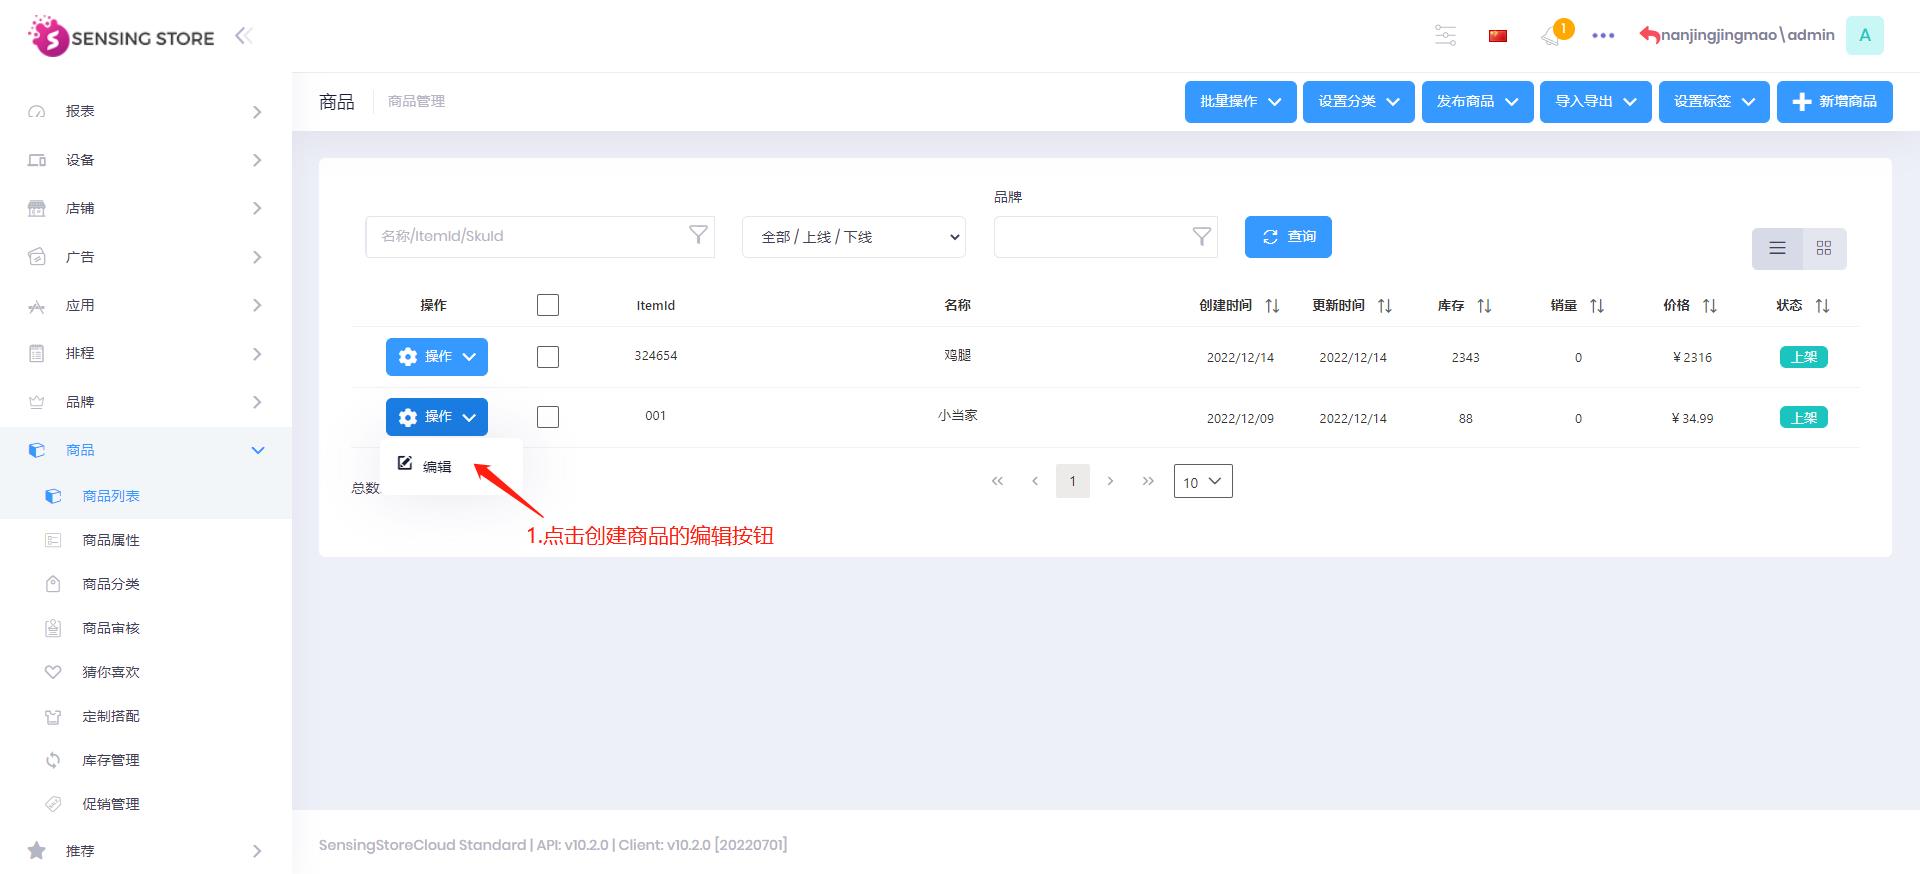 SENSING STORE
1
nanjingjingmao\admin
A
报表
设备
店铺
广告
应用
排程
品牌
商品
商品列表
商品属性
商品分类
商品审核
猜你喜欢
定制搭配
库存管理
促销管理
推荐
商品
商品管理
批量操作
设置分类
发布商品
导入导出
设置标签
新增商品
品牌
名称/ItemId/SkuId
全部 / 上线 / 下线
查询
操作 ItemId 名称 创建时间 更新时间 库存 销量 价格 状态
操作 324654 鸡腿 2022/12/14 2022/12/14 2343 0 ￥2316 上架
操作 001 小当家 2022/12/09 2022/12/14 88 0 ￥34.99 上架
编辑
总数
1
10
1.点击创建商品的编辑按钮
SensingStoreCloud Standard | API: v10.2.0 | Client: v10.2.0 [20220701]